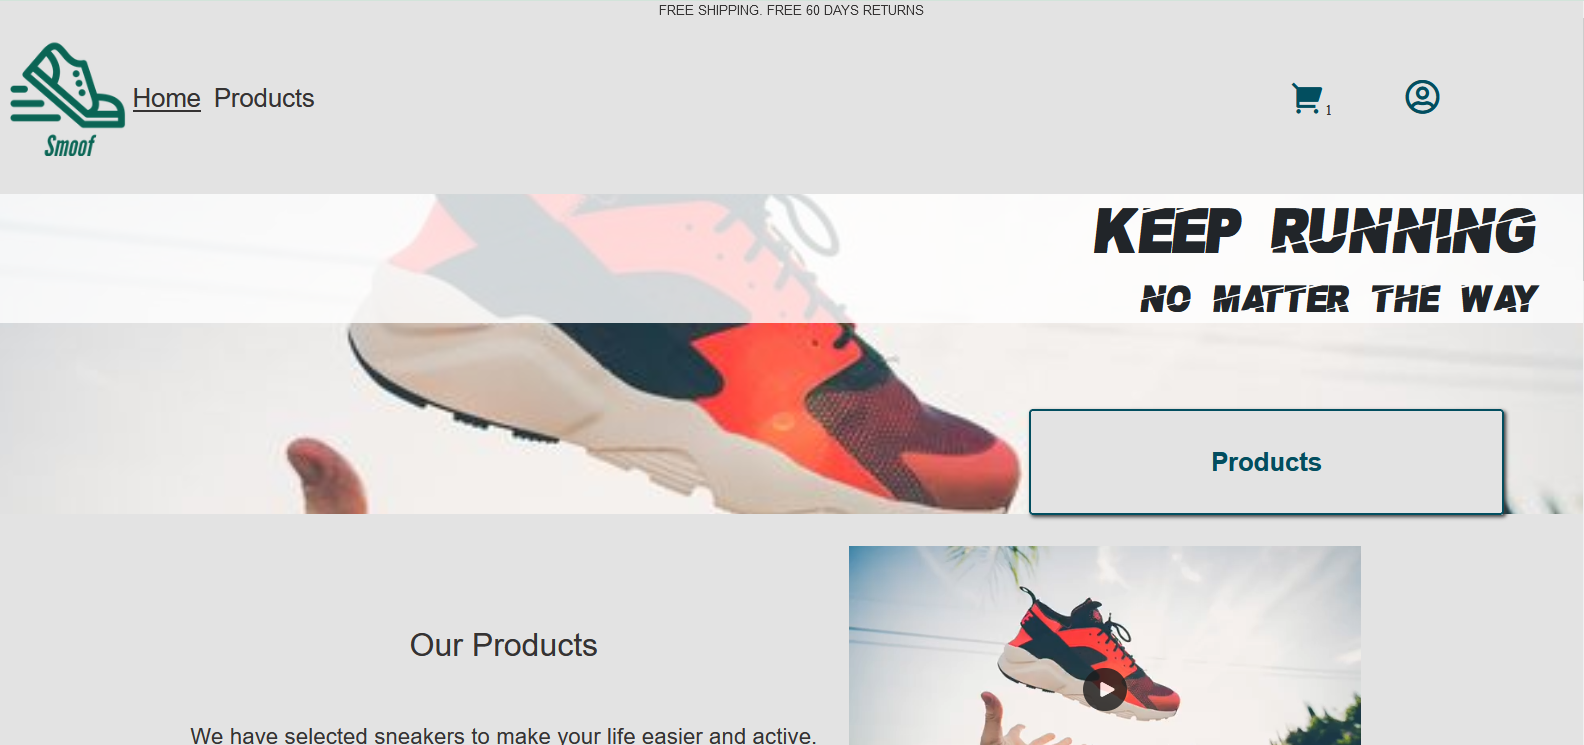 FREE SHIPPING. FREE 60 DAYS RETURNS
Smoof
Home Products
1
KEEP RUNNING
NO MATTER THE WAY
Products
Our Products
We have selected sneakers to make your life easier and active.